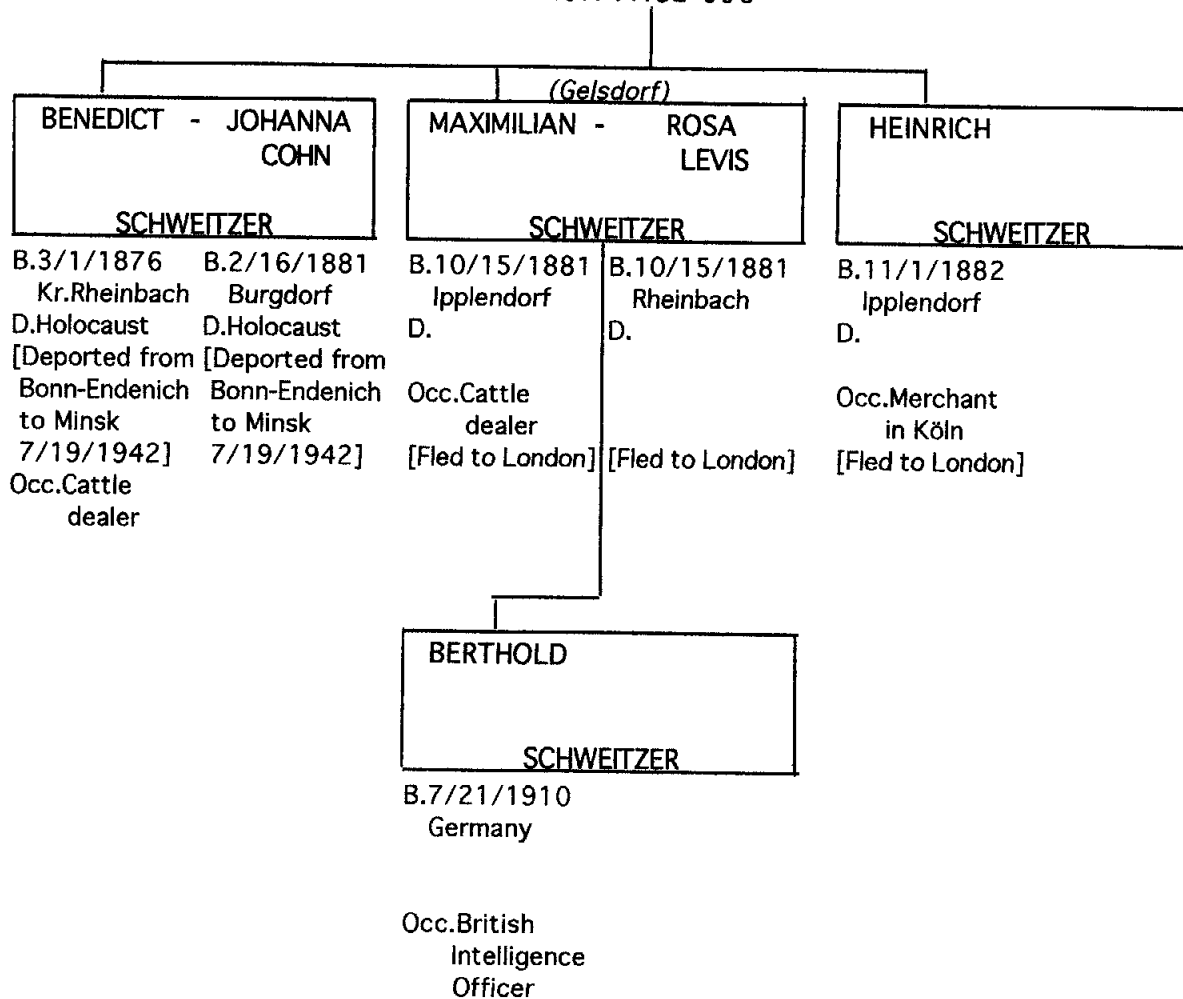 (Gelsdorf)
BENEDICT - JOHANNA
COHN
SCHWEITZER
B.3/1/1876 B.2/16/1881
Kr.Rheinbach Burgdorf
D.Holocaust D.Holocaust
[Deported from [Deported from
Bonn-Endenich Bonn-Endenich
to Minsk to Minsk
7/19/1942] 7/19/1942]
Occ.Cattle
dealer
MAXIMILIAN - ROSA
LEVIS
SCHWEITZER
B.10/15/1881 B.10/15/1881
Ipplendorf Rheinbach
D. D.
Occ.Cattle
dealer
[Fled to London] [Fled to London]
HEINRICH
SCHWEITZER
B.11/1/1882
Ipplendorf
D.
Occ.Merchant
in Köln
[Fled to London]
BERTHOLD
SCHWEITZER
B.7/21/1910
Germany
Occ.British
Intelligence
Officer